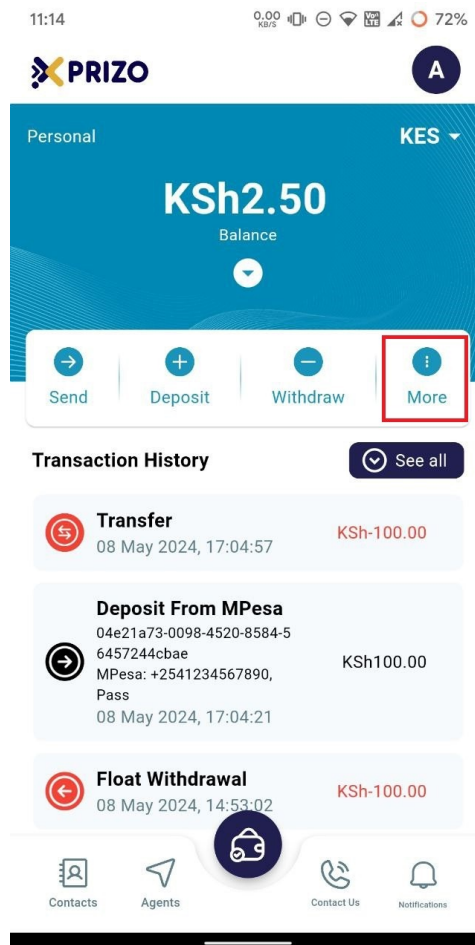 11:14 0.00 KB/S Vo) LTE 72%
PRIZO A
Personal KES
KSh2.50
Balance
Send Deposit Withdraw More
Transaction History See all
Transfer
08 May 2024, 17:04:57 KSh-100.00
Deposit From MPesa
04e21a73-0098-4520-8584-5
6457244cbae
MPesa: +2541234567890, KSh100.00
Pass
08 May 2024, 17:04:21
Float Withdrawal
08 May 2024, 14:53:02 KSh-100.00
Contacts Agents Contact Us Notifications